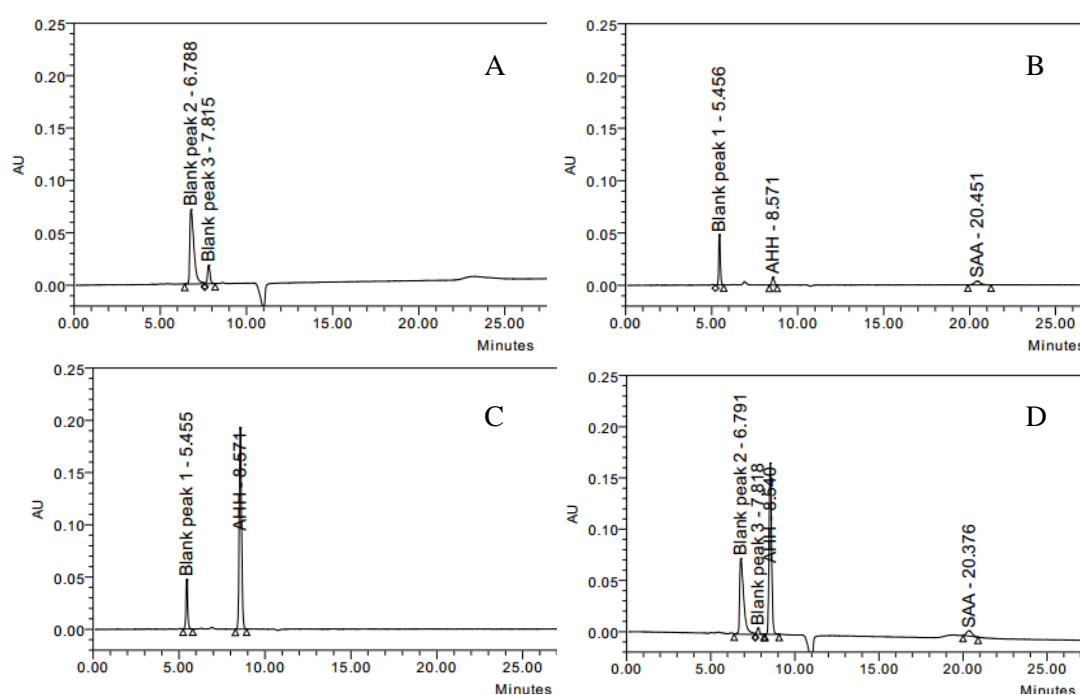 A
AU
0.25
0.20
0.15
0.10
0.05
0.00
Blank peak 2 - 6.788
Blank peak 3 - 7.815
0.00
5.00
10.00
15.00
20.00
25.00
Minutes
B
AU
0.25
0.20
0.15
0.10
0.05
0.00
Blank peak 1 - 5.456
AHH - 8.571
SAA - 20.451
0.00
5.00
10.00
15.00
20.00
25.00
Minutes
C
AU
0.25
0.20
0.15
0.10
0.05
0.00
Blank peak 1 - 5.455
AHH - 8.571
0.00
5.00
10.00
15.00
20.00
25.00
Minutes
D
AU
0.25
0.20
0.15
0.10
0.05
0.00
Blank peak 2 - 6.791
Blank peak 3 - 7.818
AHH - 8.540
SAA - 20.376
0.00
5.00
10.00
15.00
20.00
25.00
Minutes